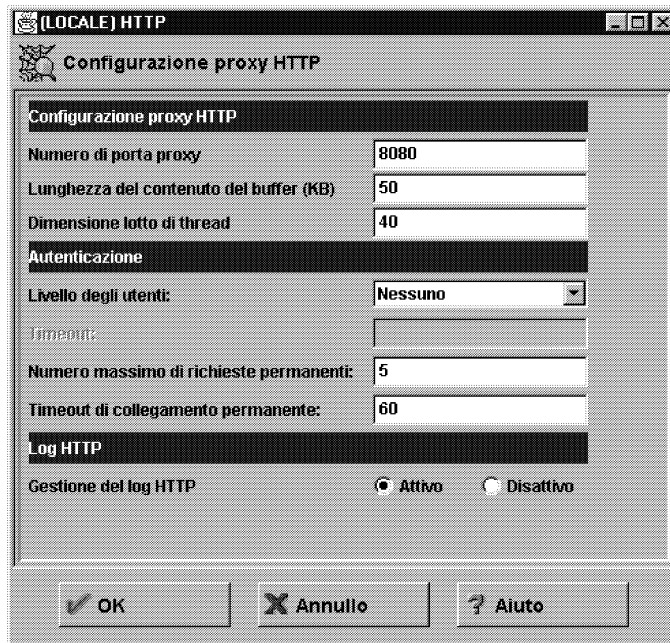 (LOCALE) HTTP
Configurazione proxy HTTP
Configurazione proxy HTTP
Numero di porta proxy 8080
Lunghezza del contenuto del buffer (KB) 50
Dimensione lotto di thread 40
Autenticazione
Livello degli utenti: Nessuno
Timeout:
Numero massimo di richieste permanenti: 5
Timeout di collegamento permanente: 60
Log HTTP
Gestione del log HTTP Attivo Disattivo
OK Annullo Aiuto